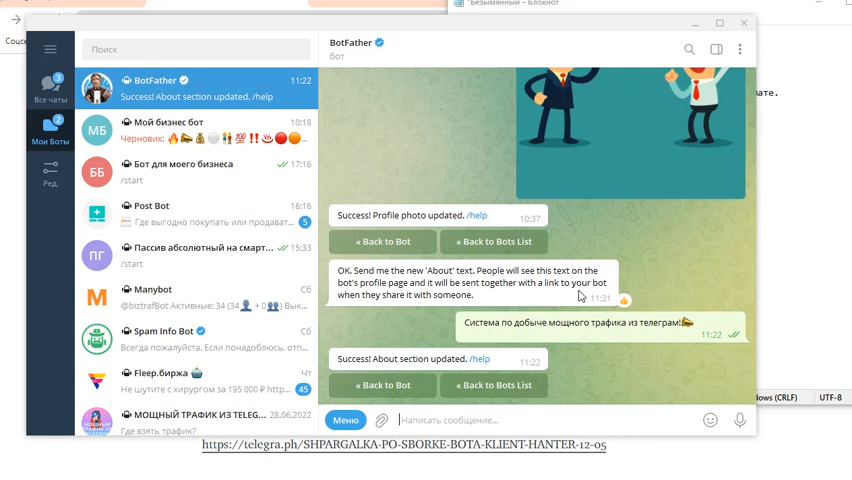 "Безымянный – Блокнот
Соцсе
мате.
Поиск
BotFather
бот
Все чаты
3
Мои Боты
2
Ред.
BotFather 11:22
Success! About section updated. /help
МБ
Мой бизнес бот 10:18
Черновик: 🔥📣💰⚪👫💯‼️♨️🔴🟠...
ББ
Бот для моего бизнеса 17:16
/start
Post Bot 16:16
Где выгодно покупать или продават... 5
ПГ
Пассив абсолютный на смарт... 15:33
/start
Manybot Сб
@biztrafBot Активные: 34 (34👤 + 0👥) Вык...
Spam Info Bot Сб
Всегда пожалуйста. Если понадоблюсь, отп...
Fleep.биржа 🤖 Чт
Не шутите с хирургом за 195 000 ₽ http... 45
МОЩНЫЙ ТРАФИК ИЗ TELEG... 28.06.2022
Где взять трафик?
Success! Profile photo updated. /help 10:37
« Back to Bot
« Back to Bots List
OK. Send me the new 'About' text. People will see this text on the
bot's profile page and it will be sent together with a link to your bot
when they share it with someone. 11:21
Система по добыче мощного трафика из телеграм!📣
11:22
Success! About section updated. /help 11:22
« Back to Bot
« Back to Bots List
Меню
Написать сообщение...
(CRLF) UTF-8
https://telegra.ph/SHPARGALKA-PO-SBORKE-BOTA-KLIENT-HANTER-12-05